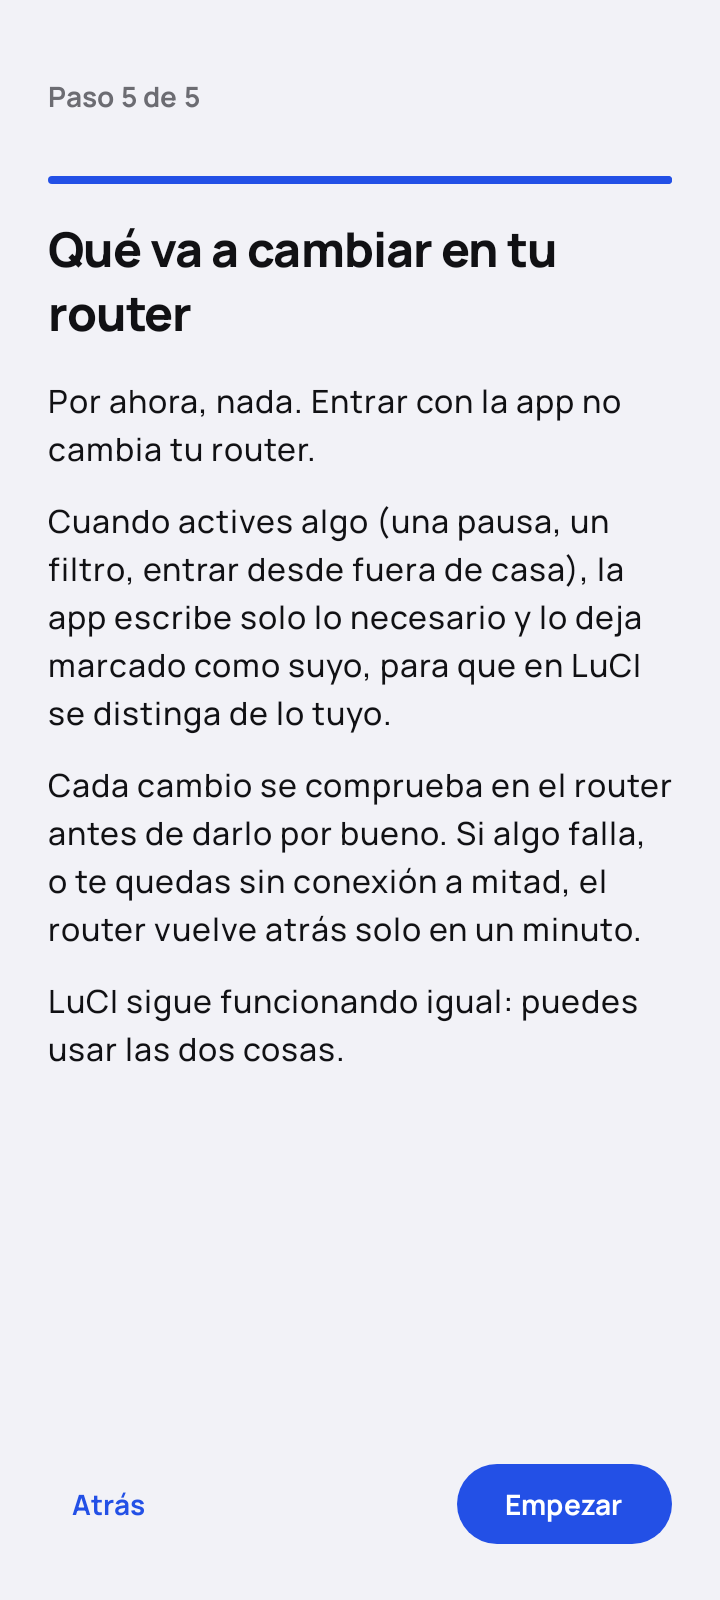 Paso 5 de 5
Qué va a cambiar en tu
router
Por ahora, nada. Entrar con la app no
cambia tu router.
Cuando actives algo (una pausa, un
filtro, entrar desde fuera de casa), la
app escribe solo lo necesario y lo deja
marcado como suyo, para que en LuCI
se distinga de lo tuyo.
Cada cambio se comprueba en el router
antes de darlo por bueno. Si algo falla,
o te quedas sin conexión a mitad, el
router vuelve atrás solo en un minuto.
LuCI sigue funcionando igual: puedes
usar las dos cosas.
Atrás
Empezar